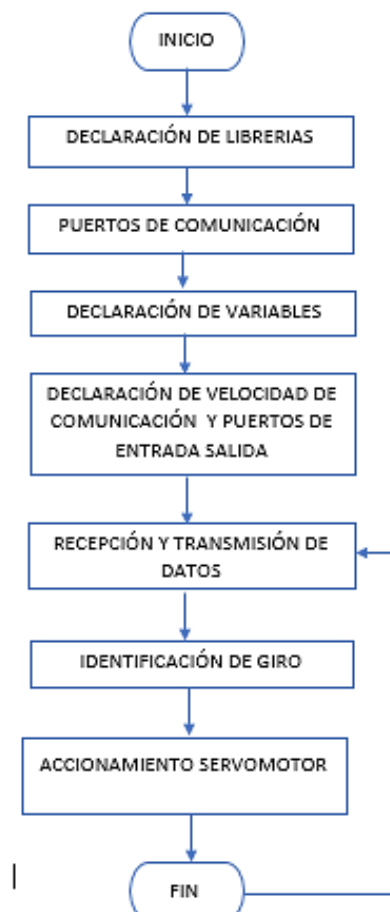 INICIO
DECLARACIÓN DE LIBRERIAS
PUERTOS DE COMUNICACIÓN
DECLARACIÓN DE VARIABLES
DECLARACIÓN DE VELOCIDAD DE
COMUNICACIÓN Y PUERTOS DE
ENTRADA SALIDA
RECEPCIÓN Y TRANSMISIÓN DE
DATOS
IDENTIFICACIÓN DE GIRO
ACCIONAMIENTO SERVOMOTOR
FIN